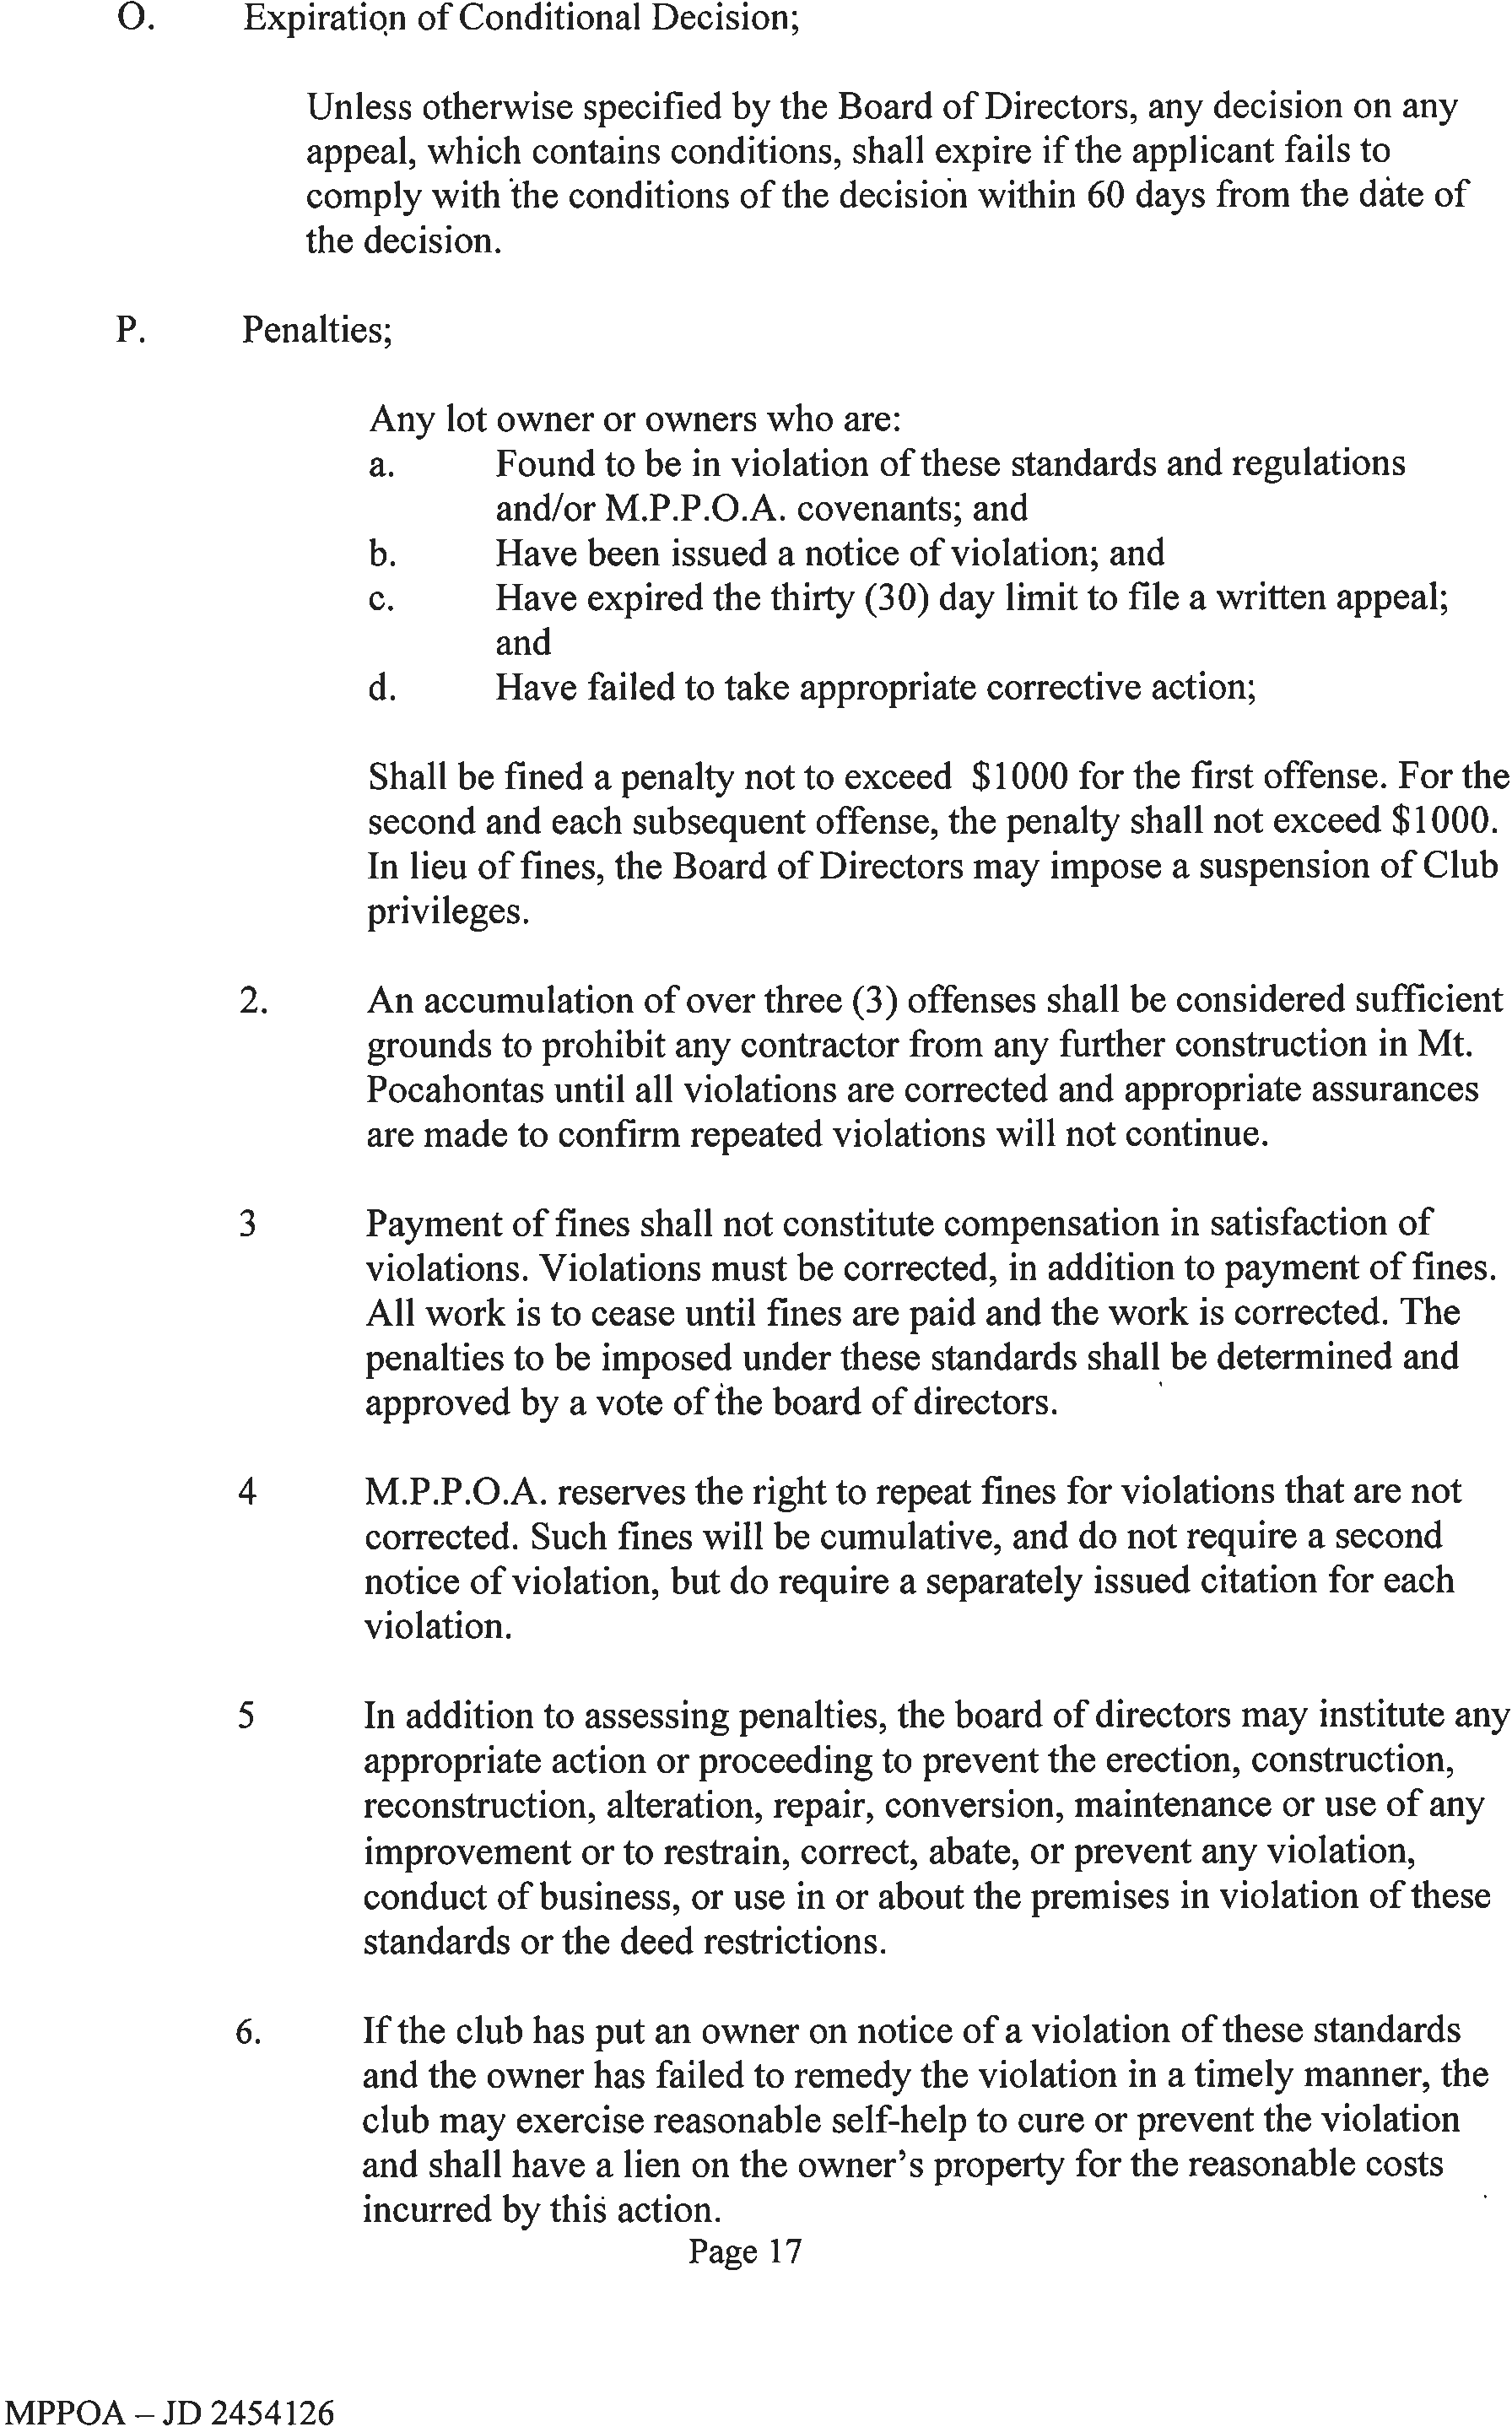 O. Expiration of Conditional Decision;
Unless otherwise specified by the Board of Directors, any decision on any
appeal, which contains conditions, shall expire if the applicant fails to
comply with the conditions of the decision within 60 days from the date of
the decision.
P. Penalties;
Any lot owner or owners who are:
a. Found to be in violation of these standards and regulations
and/or M.P.P.O.A. covenants; and
b. Have been issued a notice of violation; and
c. Have expired the thirty (30) day limit to file a written appeal;
and
d. Have failed to take appropriate corrective action;
Shall be fined a penalty not to exceed $1000 for the first offense. For the
second and each subsequent offense, the penalty shall not exceed $1000.
In lieu of fines, the Board of Directors may impose a suspension of Club
privileges.
2. An accumulation of over three (3) offenses shall be considered sufficient
grounds to prohibit any contractor from any further construction in Mt.
Pocahontas until all violations are corrected and appropriate assurances
are made to confirm repeated violations will not continue.
3 Payment of fines shall not constitute compensation in satisfaction of
violations. Violations must be corrected, in addition to payment of fines.
All work is to cease until fines are paid and the work is corrected. The
penalties to be imposed under these standards shall be determined and
approved by a vote of the board of directors.
4 M.P.P.O.A. reserves the right to repeat fines for violations that are not
corrected. Such fines will be cumulative, and do not require a second
notice of violation, but do require a separately issued citation for each
violation.
5 In addition to assessing penalties, the board of directors may institute any
appropriate action or proceeding to prevent the erection, construction,
reconstruction, alteration, repair, conversion, maintenance or use of any
improvement or to restrain, correct, abate, or prevent any violation,
conduct of business, or use in or about the premises in violation of these
standards or the deed restrictions.
6. If the club has put an owner on notice of a violation of these standards
and the owner has failed to remedy the violation in a timely manner, the
club may exercise reasonable self-help to cure or prevent the violation
and shall have a lien on the owner's property for the reasonable costs
incurred by this action.
Page 17
MPPOA – JD 2454126